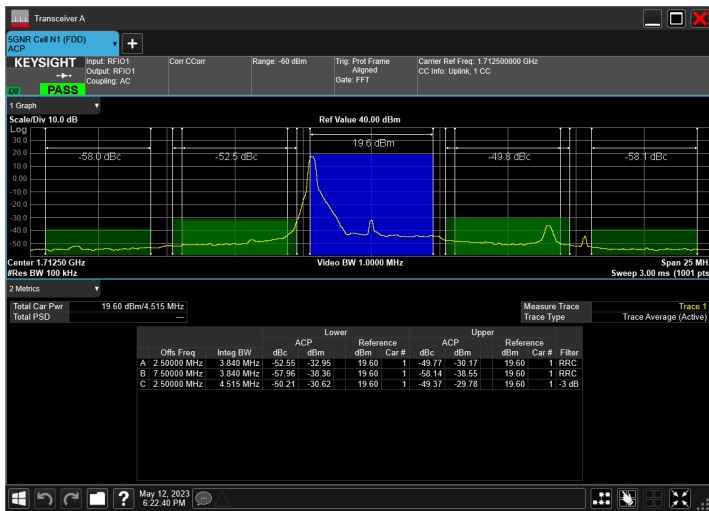 Transceiver A
5GNR Cell N1 (FDD)
ACP
KEYSIGHT
Input: RFIO1
Output: RFIO1
Coupling: AC
Corr CCorr
Range: -60 dBm
Trig: Prot Frame
Aligned
Gate: FFT
Carrier Ref Freq: 1.712500000 GHz
CC Info: Uplink, 1 CC
PASS
1 Graph
Scale/Div 10.0 dB
Ref Value 40.00 dBm
Log
30.0
20.0
10.0
0.00
-10.0
-20.0
-30.0
-40.0
-50.0
-58.0 dBc
-52.5 dBc
19.6 dBm
-49.8 dBc
-58.1 dBc
Center 1.71250 GHz
#Res BW 100 kHz
Video BW 1.0000 MHz
Span 25 MH
Sweep 3.00 ms (1001 pts
2 Metrics
Total Car Pwr 19.60 dBm/4.515 MHz
Total PSD ---
Measure Trace Trace 1
Trace Type Trace Average (Active)
Lower Upper
ACP Reference ACP Reference
Offs Freq Integ BW dBc dBm dBm Car # dBc dBm dBm Car # Filter
A 2.50000 MHz 3.840 MHz -52.55 -32.95 19.60 1 -49.77 -30.17 19.60 1 RRC
B 7.50000 MHz 3.840 MHz -57.96 -38.36 19.60 1 -58.14 -38.55 19.60 1 RRC
C 2.50000 MHz 4.515 MHz -50.21 -30.62 19.60 1 -49.37 -29.78 19.60 1 -3 dB
May 12, 2023
6:22:40 PM